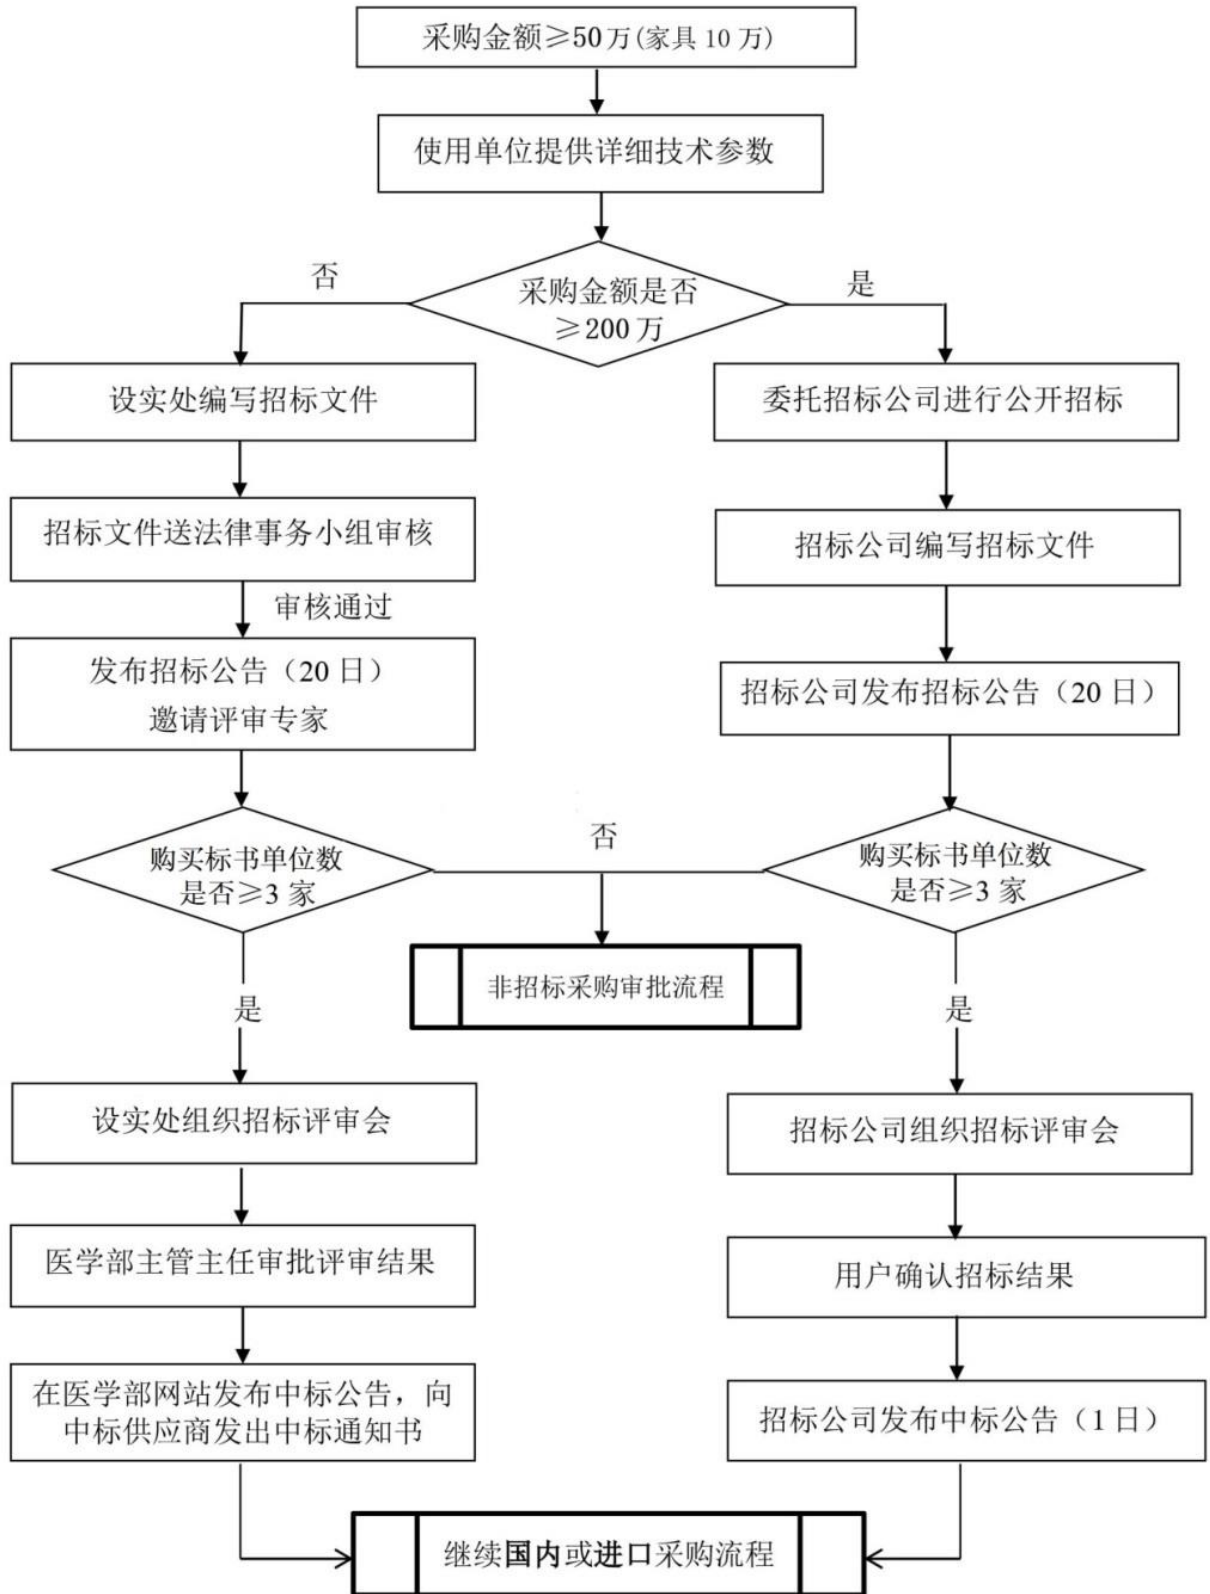 采购金额≥50万(家具10万)
使用单位提供详细技术参数
采购金额是否
≥200万
否
是
设实处编写招标文件
委托招标公司进行公开招标
招标文件送法律事务小组审核
招标公司编写招标文件
审核通过
发布招标公告（20日）
邀请评审专家
招标公司发布招标公告（20日）
购买标书单位数
是否≥3家
否
购买标书单位数
是否≥3家
非招标采购审批流程
是
是
设实处组织招标评审会
招标公司组织招标评审会
医学部主管主任审批评审结果
用户确认招标结果
在医学部网站发布中标公告，向
中标供应商发出中标通知书
招标公司发布中标公告（1日）
继续国内或进口采购流程